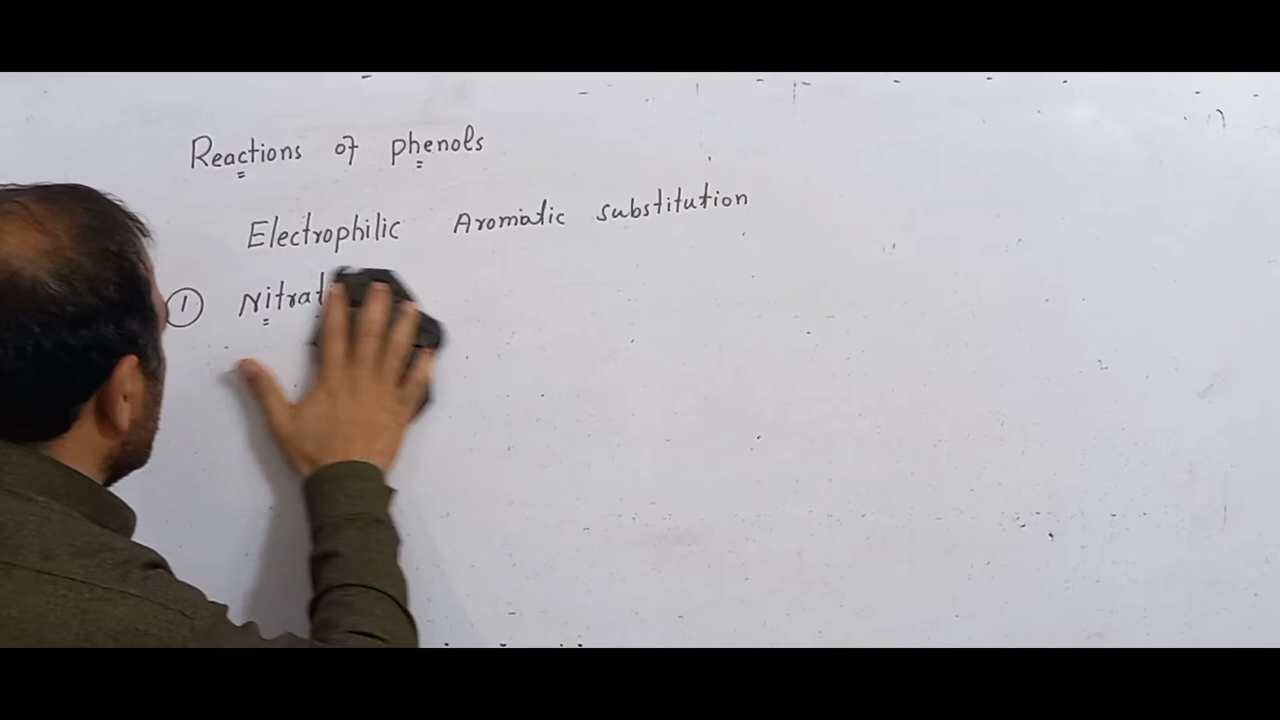 Reactions of phenols
Electrophilic Aromatic substitution
1 Nitrat